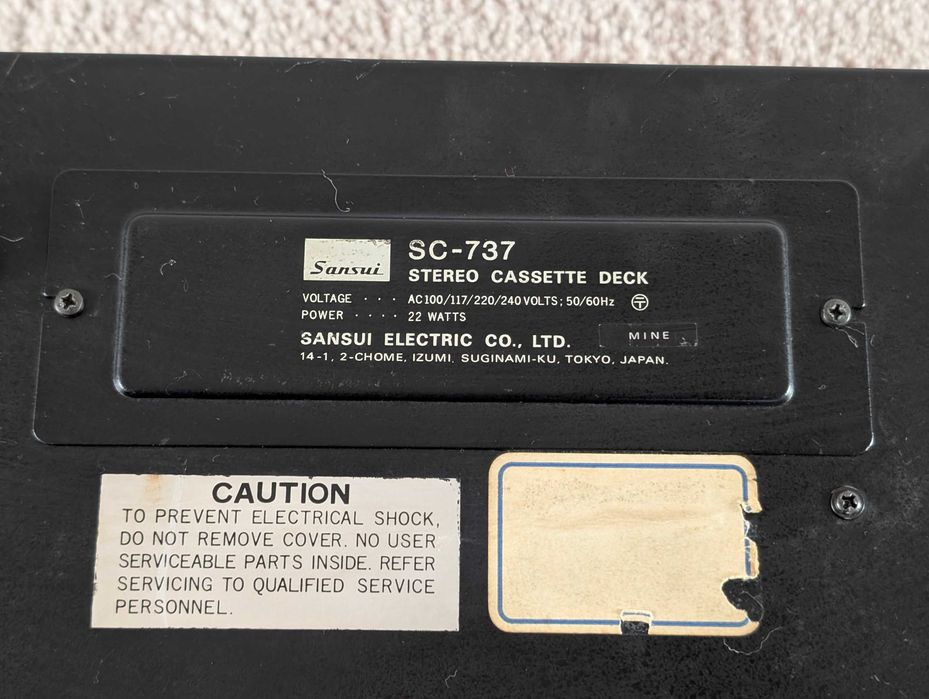 Sansui
SC-737
STEREO CASSETTE DECK
VOLTAGE · · · AC100/117/220/240 VOLTS; 50/60Hz
POWER · · · · 22 WATTS
SANSUI ELECTRIC CO., LTD.
MINE
14-1, 2-CHOME, IZUMI, SUGINAMI-KU, TOKYO, JAPAN.
CAUTION
TO PREVENT ELECTRICAL SHOCK,
DO NOT REMOVE COVER. NO USER
SERVICEABLE PARTS INSIDE. REFER
SERVICING TO QUALIFIED SERVICE
PERSONNEL.